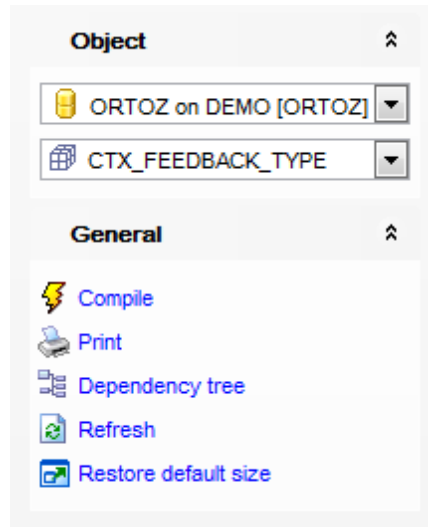 Object
ORTOZ on DEMO [ORTOZ]
CTX_FEEDBACK_TYPE
General
Compile
Print
Dependency tree
Refresh
Restore default size